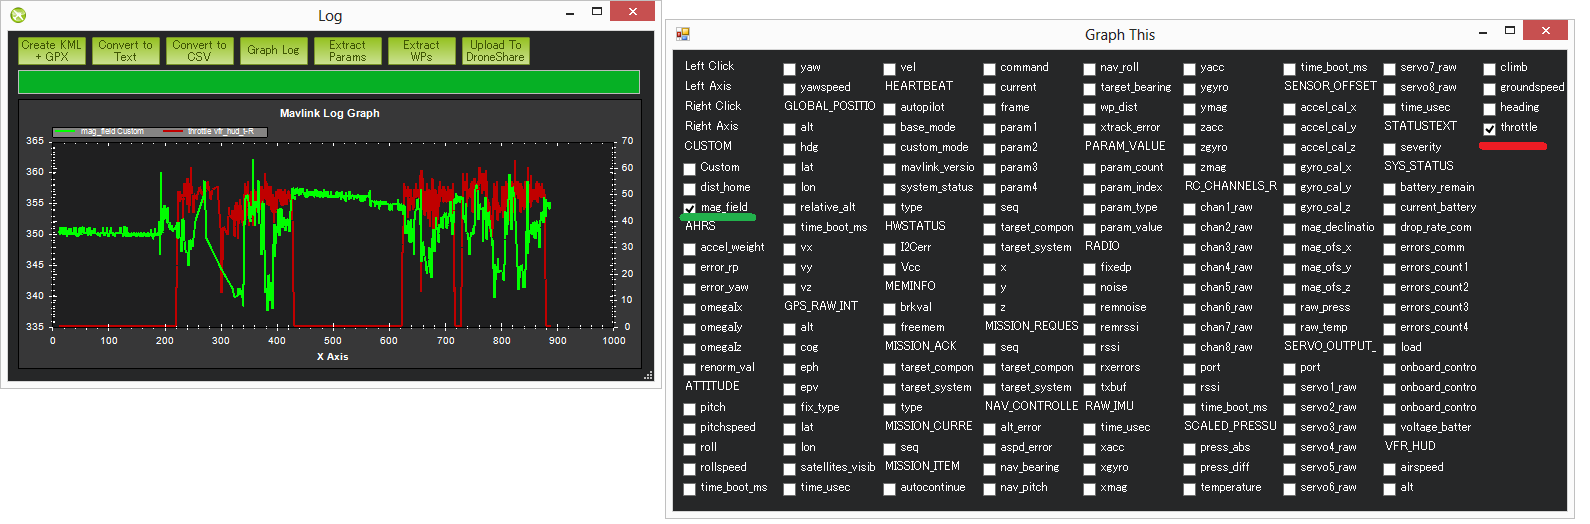 Log
Create KML + GPX
Convert to Text
Convert to CSV
Graph Log
Extract Params
Extract WPs
Upload To DroneShare
Mavlink Log Graph
mag_field Custom
throttle vfr_hud_t-R
365
360
355
350
345
340
335
70
60
50
40
30
20
10
0
0
100
200
300
400
500
600
700
800
900
1000
X Axis
Graph This
Left Click
Left Axis
Right Click
Right Axis
CUSTOM
Custom
dist_home
mag_field
AHRS
accel_weight
error_rp
error_yaw
omegaIx
omegaIy
omegaIz
renorm_val
ATTITUDE
pitch
pitchspeed
roll
rollspeed
time_boot_ms
yaw
yawspeed
GLOBAL_POSITIO
alt
hdg
lat
lon
relative_alt
time_boot_ms
vx
vy
vz
GPS_RAW_INT
alt
cog
eph
epv
fix_type
lat
lon
satellites_visib
time_usec
vel
HEARTBEAT
autopilot
base_mode
custom_mode
mavlink_versio
system_status
type
HWSTATUS
I2Cerr
Vcc
MEMINFO
brkval
freemem
MISSION_ACK
target_compon
target_system
type
MISSION_CURRE
seq
MISSION_ITEM
autocontinue
command
current
frame
param1
param2
param3
param4
seq
target_compon
target_system
x
y
z
MISSION_REQUES
seq
target_compon
target_system
NAV_CONTROLLE
alt_error
aspd_error
nav_bearing
nav_pitch
nav_roll
target_bearing
wp_dist
xtrack_error
PARAM_VALUE
param_count
param_index
param_type
param_value
RADIO
fixedp
noise
remnoise
remrssi
rssi
rxerrors
txbuf
RAW_IMU
time_usec
xacc
xgyro
xmag
yacc
ygyro
ymag
zacc
zgyro
zmag
RC_CHANNELS_R
chan1_raw
chan2_raw
chan3_raw
chan4_raw
chan5_raw
chan6_raw
chan7_raw
chan8_raw
port
rssi
time_boot_ms
SCALED_PRESSU
press_abs
press_diff
temperature
time_boot_ms
SENSOR_OFFSET
accel_cal_x
accel_cal_y
accel_cal_z
gyro_cal_x
gyro_cal_y
gyro_cal_z
mag_declinatio
mag_ofs_x
mag_ofs_y
mag_ofs_z
raw_press
raw_temp
SERVO_OUTPUT_
port
servo1_raw
servo2_raw
servo3_raw
servo4_raw
servo5_raw
servo6_raw
servo7_raw
servo8_raw
time_usec
STATUSTEXT
severity
SYS_STATUS
battery_remain
current_battery
drop_rate_com
errors_comm
errors_count1
errors_count2
errors_count3
errors_count4
load
onboard_contro
onboard_contro
onboard_contro
voltage_batter
VFR_HUD
airspeed
alt
climb
groundspeed
heading
throttle